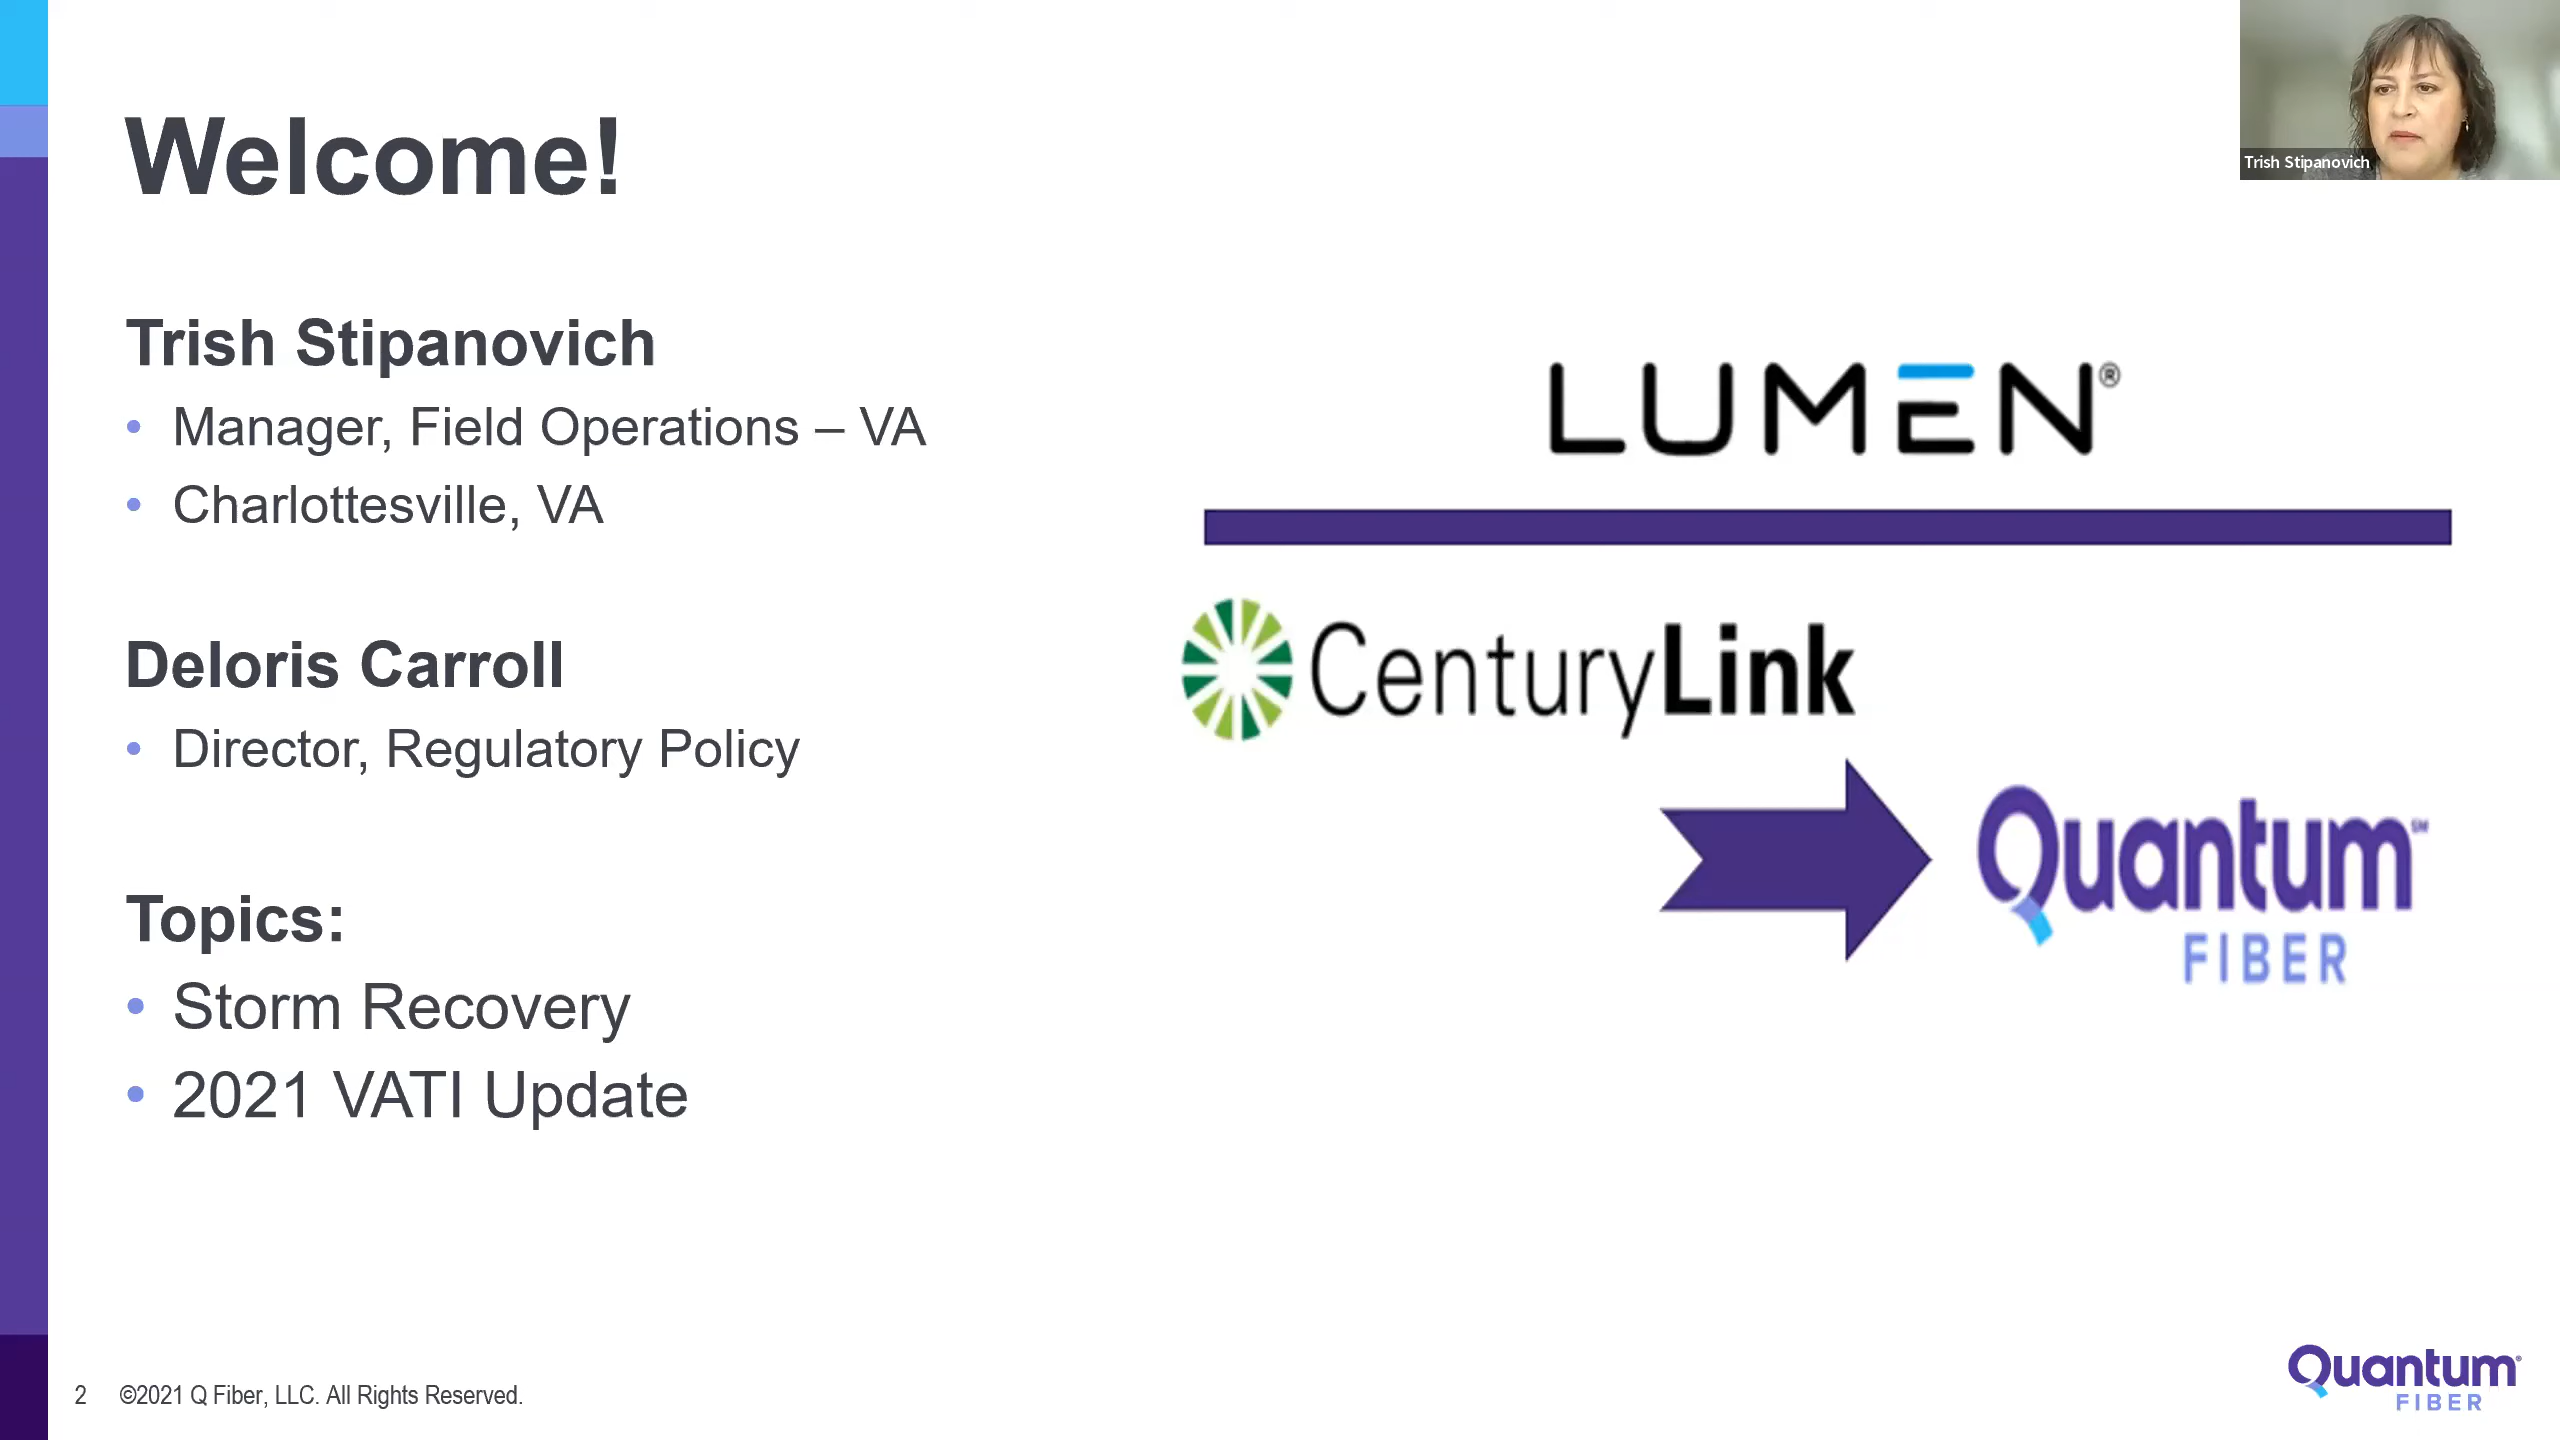 Welcome!
Trish Stipanovich
Trish Stipanovich
• Manager, Field Operations – VA
• Charlottesville, VA
Deloris Carroll
• Director, Regulatory Policy
Topics:
• Storm Recovery
• 2021 VATI Update
LUMEN®
CenturyLink
Quantum℠
FIBER
2 ©2021 Q Fiber, LLC. All Rights Reserved.
Quantum®
FIBER